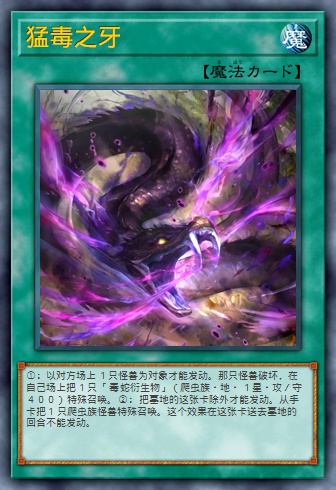 猛毒之牙
魔
【魔法カード】
①：以对方场上１只怪兽为对象才能发动。那只怪兽破坏，在
自己场上把１只「毒蛇衍生物」（爬虫族·地·１星·攻／守
４００）特殊召唤。②：把墓地的这张卡除外才能发动。从手
卡把１只爬虫族怪兽特殊召唤。这个效果在这张卡送去墓地的
回合不能发动。